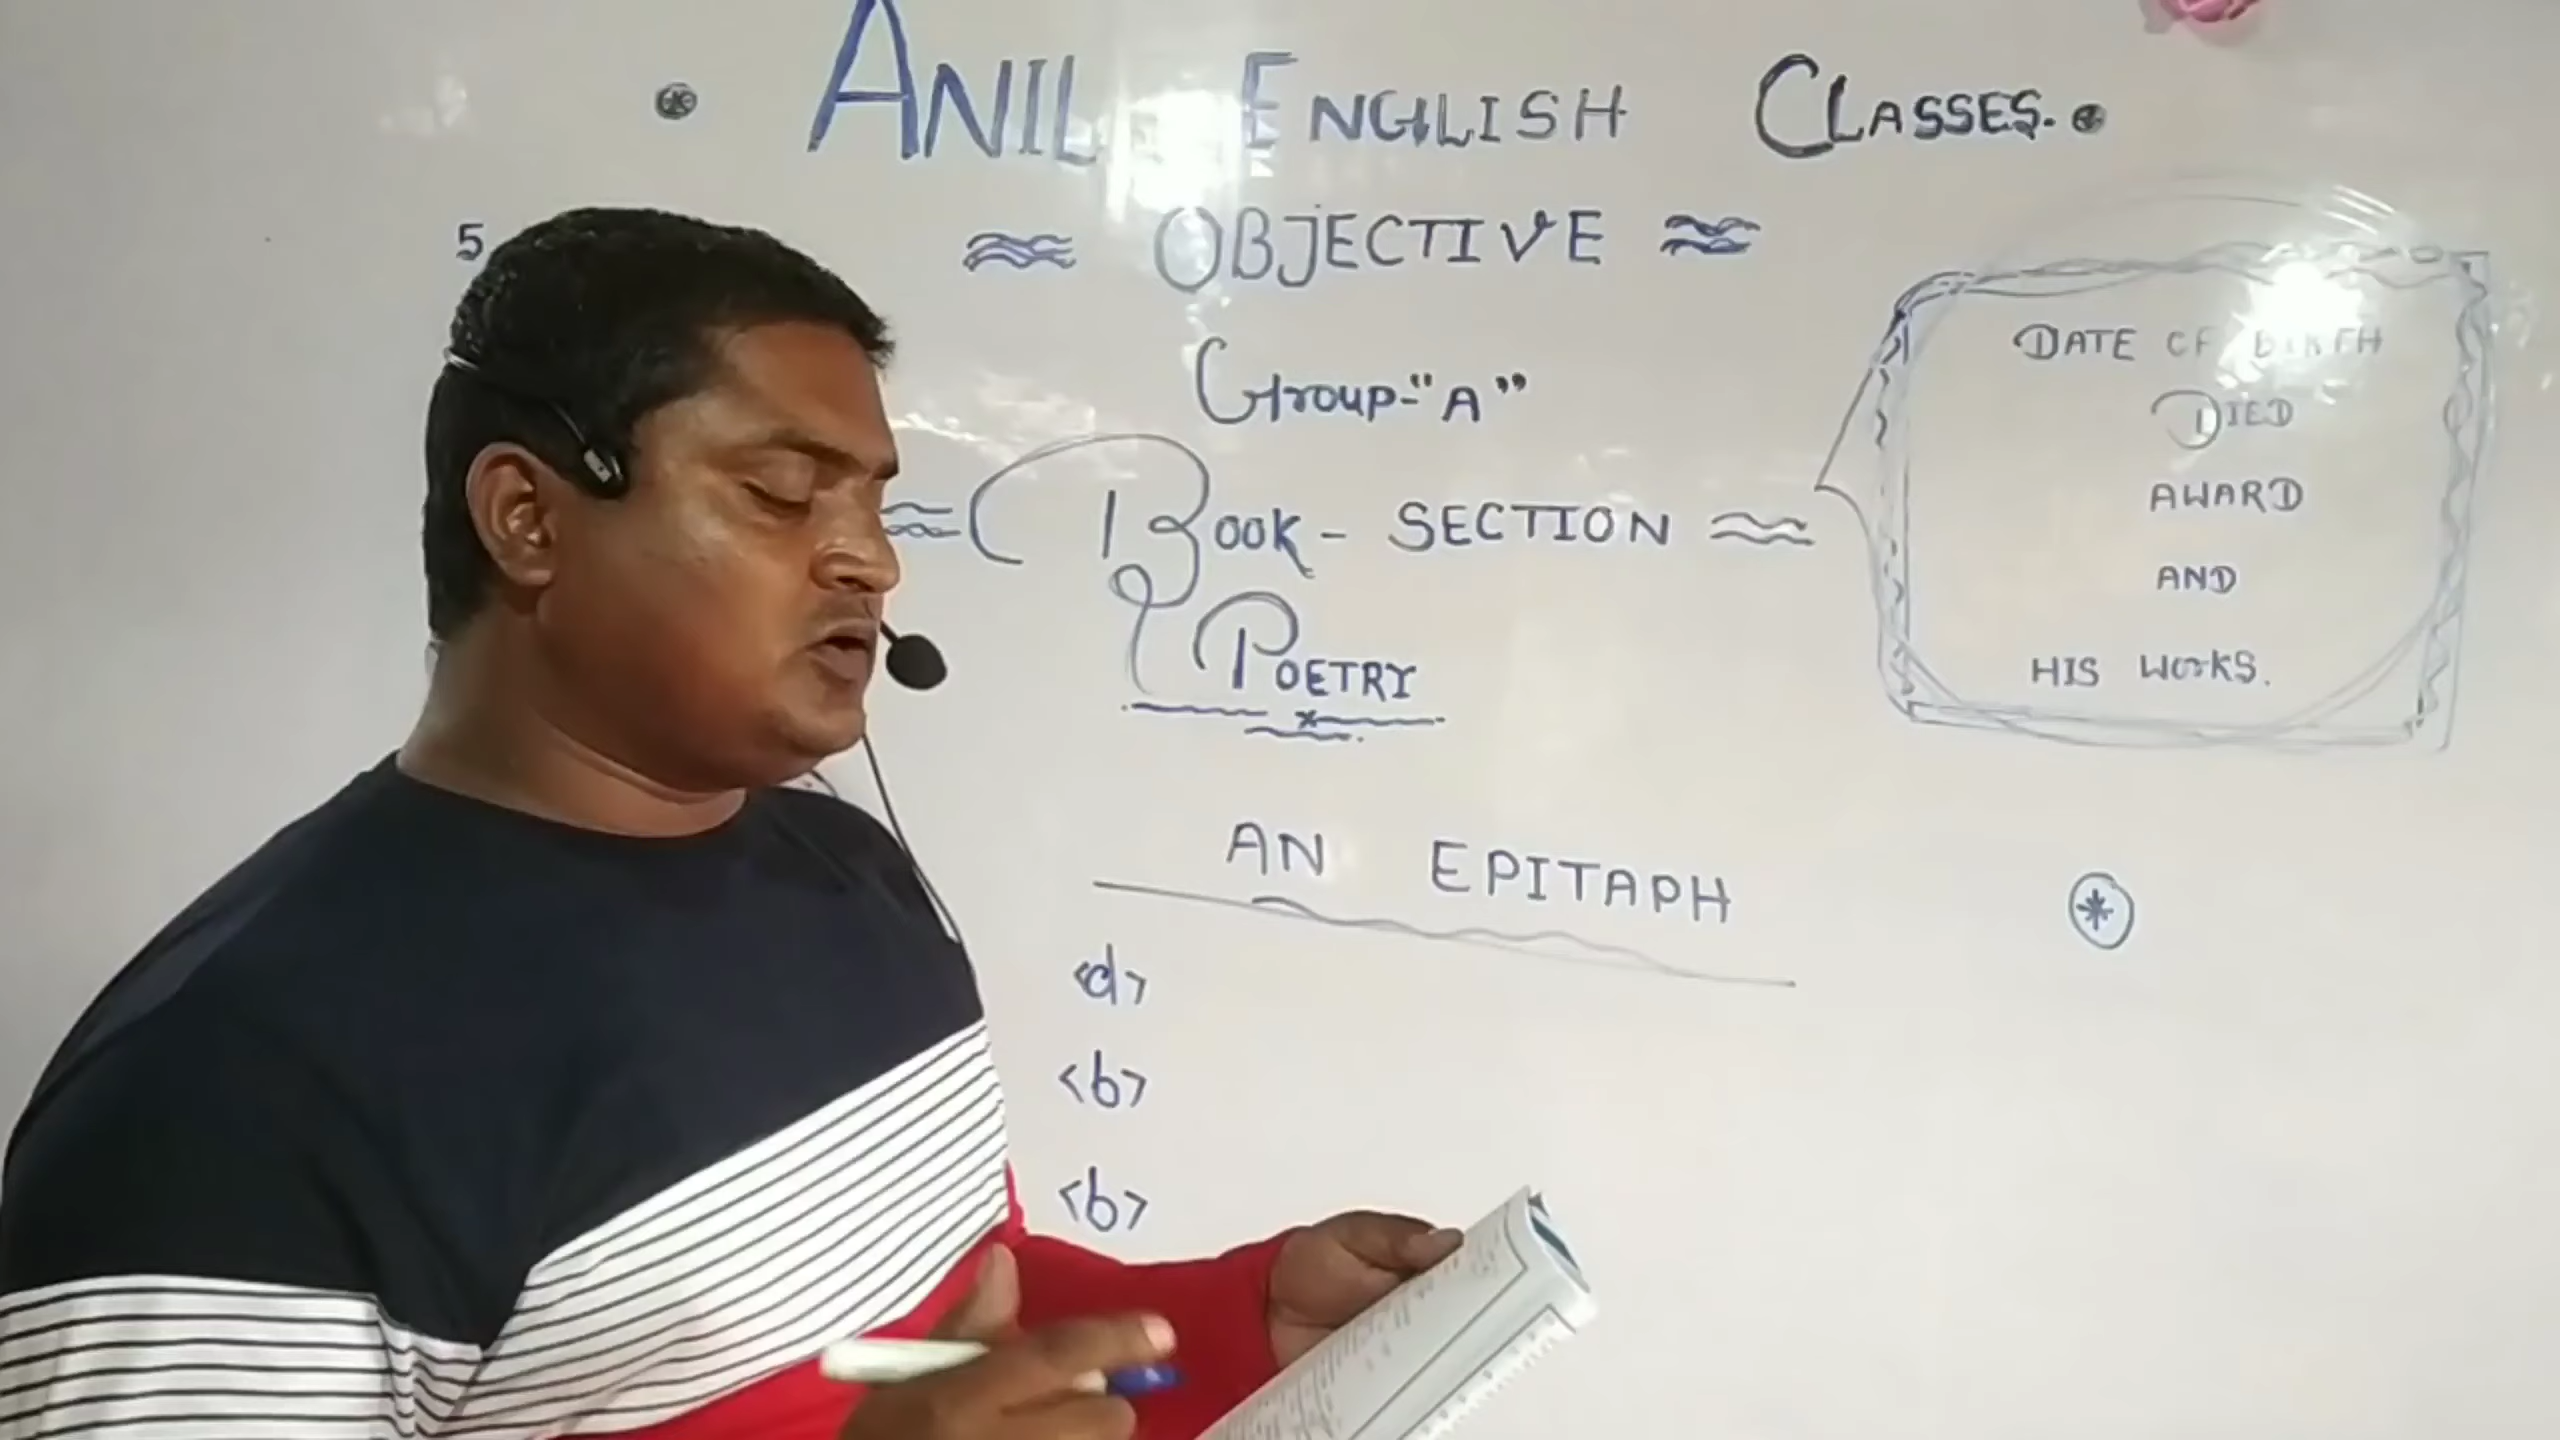 ANIL ENGLISH CLASSES.
5
≈ OBJECTIVE ≈
Group-"A"
≈ BOOK - SECTION ≈
POETRY
DATE OF BIRTH
DIED
AWARD
AND
HIS WORKS.
AN EPITAPH
<d>
<b>
<b>